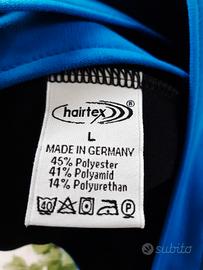 hairtex
L
MADE IN GERMANY
45% Polyester
41% Polyamid
14% Polyurethan
40 P
subito